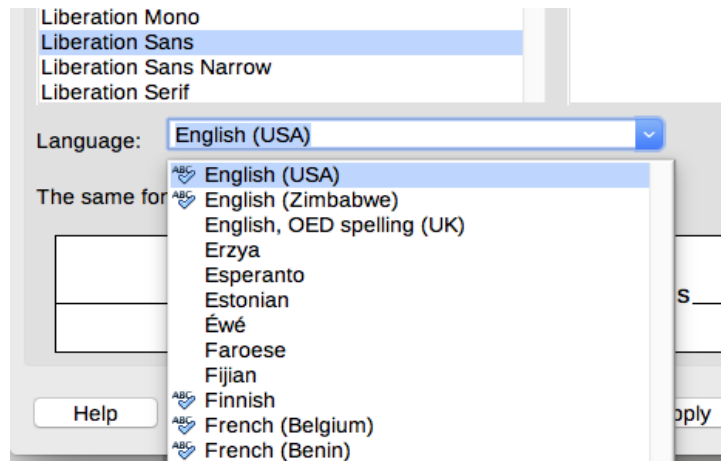 Liberation Mono
Liberation Sans
Liberation Sans Narrow
Liberation Serif
Language: English (USA)
English (USA)
The same for
English (Zimbabwe)
English, OED spelling (UK)
Erzya
Esperanto
Estonian
s
Éwé
Faroese
Fijian
Finnish
Help
pply
French (Belgium)
French (Benin)